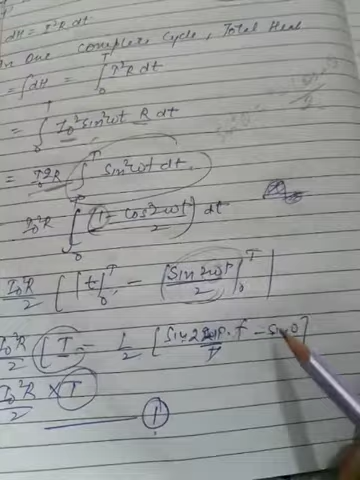 dH = I²R dt
In One complete Cycle, Total Heat
= ∫dH = ∫₀ᵀ I²R dt
= ∫₀ᵀ I₀² sin²ωt R dt
= I₀²R ∫₀ᵀ sin²ωt dt
I₀²R ∫₀ᵀ (1 - cos2ωt)/2 dt
I₀²R/2 [|t|₀ᵀ - |sin2ωt/2|₀ᵀ]
I₀²R/2 [T - 1/2 [sin2 T - sin0]
I₀²R/2 × T —— 1